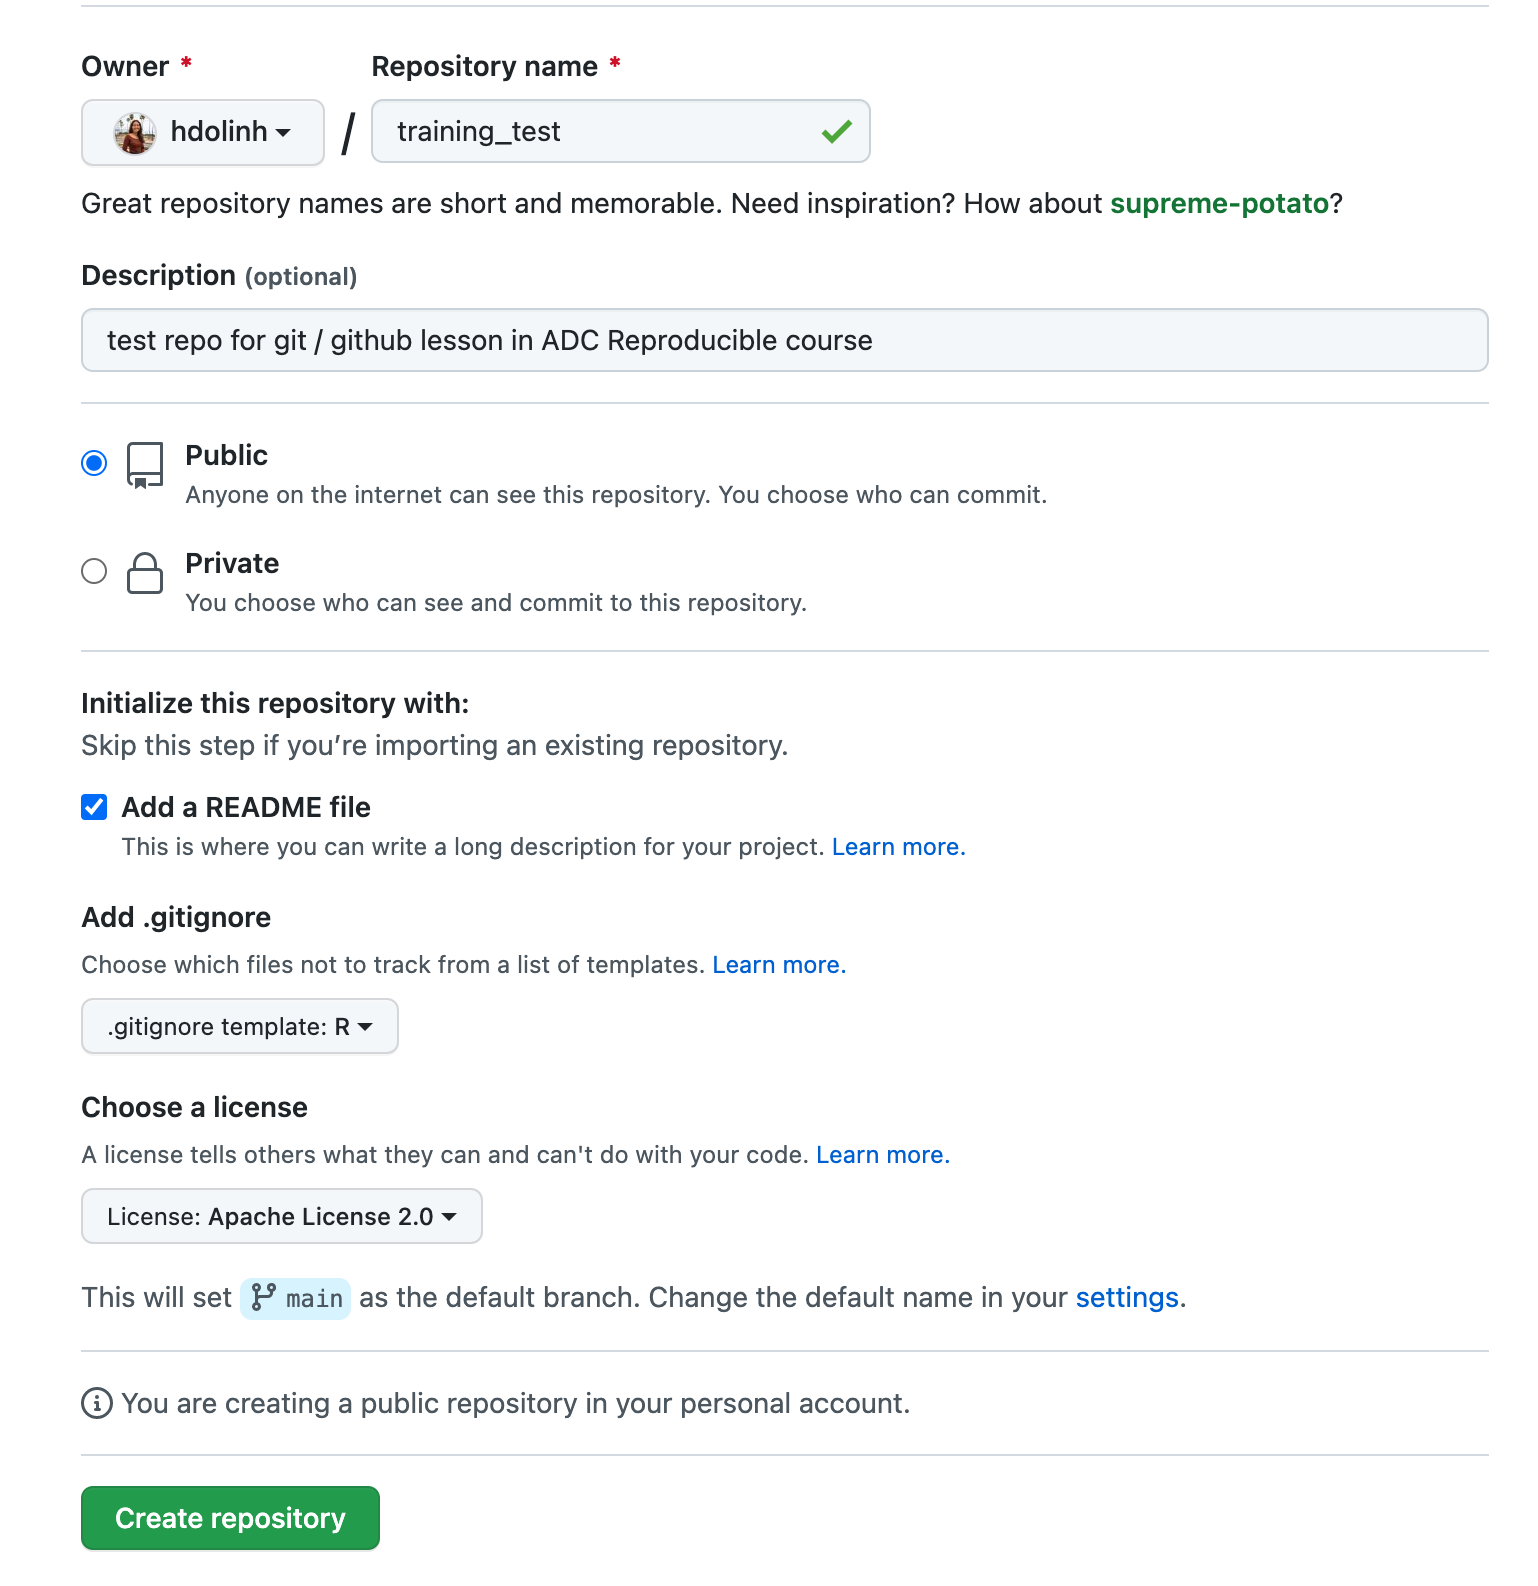 Owner * Repository name *
hdolinh / training_test
Great repository names are short and memorable. Need inspiration? How about supreme-potato?
Description (optional)
test repo for git / github lesson in ADC Reproducible course
Public
Anyone on the internet can see this repository. You choose who can commit.
Private
You choose who can see and commit to this repository.
Initialize this repository with:
Skip this step if you’re importing an existing repository.
Add a README file
This is where you can write a long description for your project. Learn more.
Add .gitignore
Choose which files not to track from a list of templates. Learn more.
.gitignore template: R
Choose a license
A license tells others what they can and can't do with your code. Learn more.
License: Apache License 2.0
This will set main as the default branch. Change the default name in your settings.
You are creating a public repository in your personal account.
Create repository